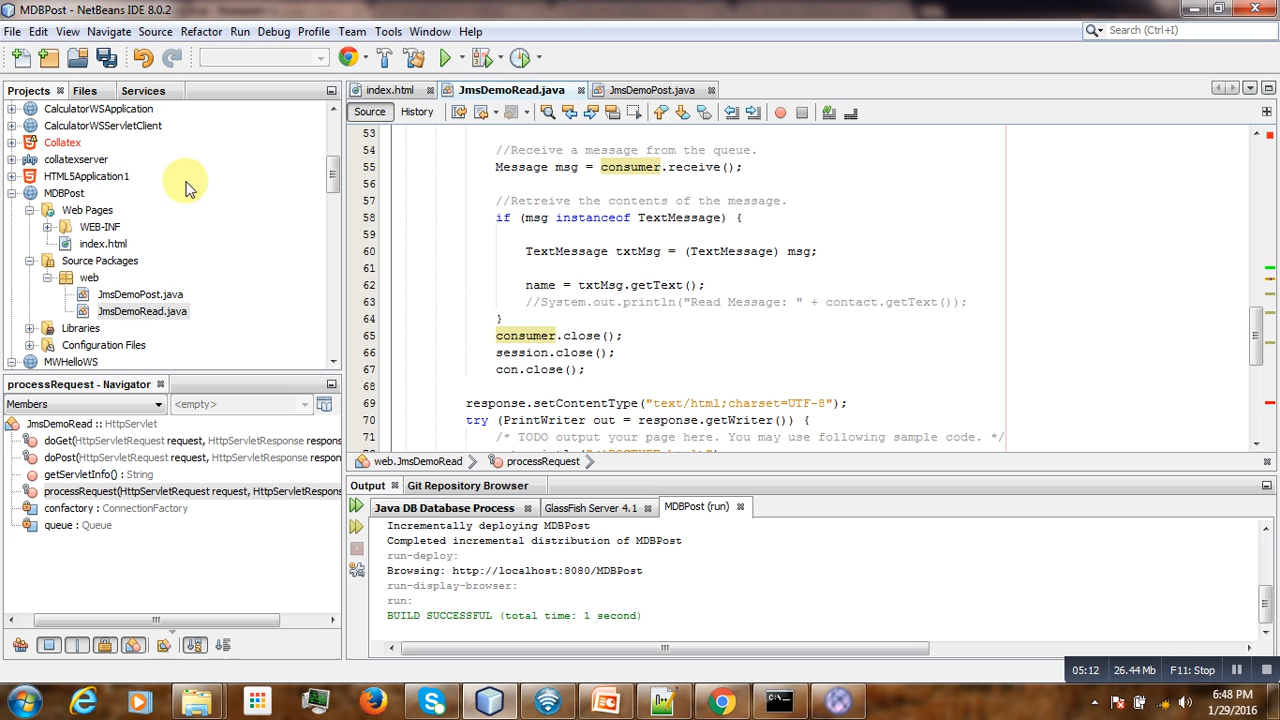 MDBPost - NetBeans IDE 8.0.2
File Edit View Navigate Source Refactor Run Debug Profile Team Tools Window Help
Search (Ctrl+I)
Projects Files Services
index.html JmsDemoRead.java JmsDemoPost.java
Source History
CalculatorWSApplication
CalculatorWSServletClient
Collatex
collatexserver
HTML5Application1
MDBPost
Web Pages
WEB-INF
index.html
Source Packages
web
JmsDemoPost.java
JmsDemoRead.java
Libraries
Configuration Files
MWHelloWS
53
54 //Receive a message from the queue.
55 Message msg = consumer.receive();
56
57 //Retreive the contents of the message.
58 if (msg instanceof TextMessage) {
59
60 TextMessage txtMsg = (TextMessage) msg;
61
62 name = txtMsg.getText();
63 //System.out.println("Read Message: " + contact.getText());
64 }
65 consumer.close();
66 session.close();
67 con.close();
68
69 response.setContentType("text/html;charset=UTF-8");
70 try (PrintWriter out = response.getWriter()) {
71 /* TODO output your page here. You may use following sample code. */
web.JmsDemoRead processRequest
processRequest - Navigator
Members <empty>
JmsDemoRead :: HttpServlet
doGet(HttpServletRequest request, HttpServletResponse respons
doPost(HttpServletRequest request, HttpServletResponse respon
getServletInfo() : String
processRequest(HttpServletRequest request, HttpServletRespons
confactory : ConnectionFactory
queue : Queue
Output Git Repository Browser
Java DB Database Process GlassFish Server 4.1 MDBPost (run)
Incrementally deploying MDBPost
Completed incremental distribution of MDBPost
run-deploy:
Browsing: http://localhost:8080/MDBPost
run-display-browser:
run:
BUILD SUCCESSFUL (total time: 1 second)
05:12 26.44 Mb F11: Stop
6:48 PM
1/29/2016